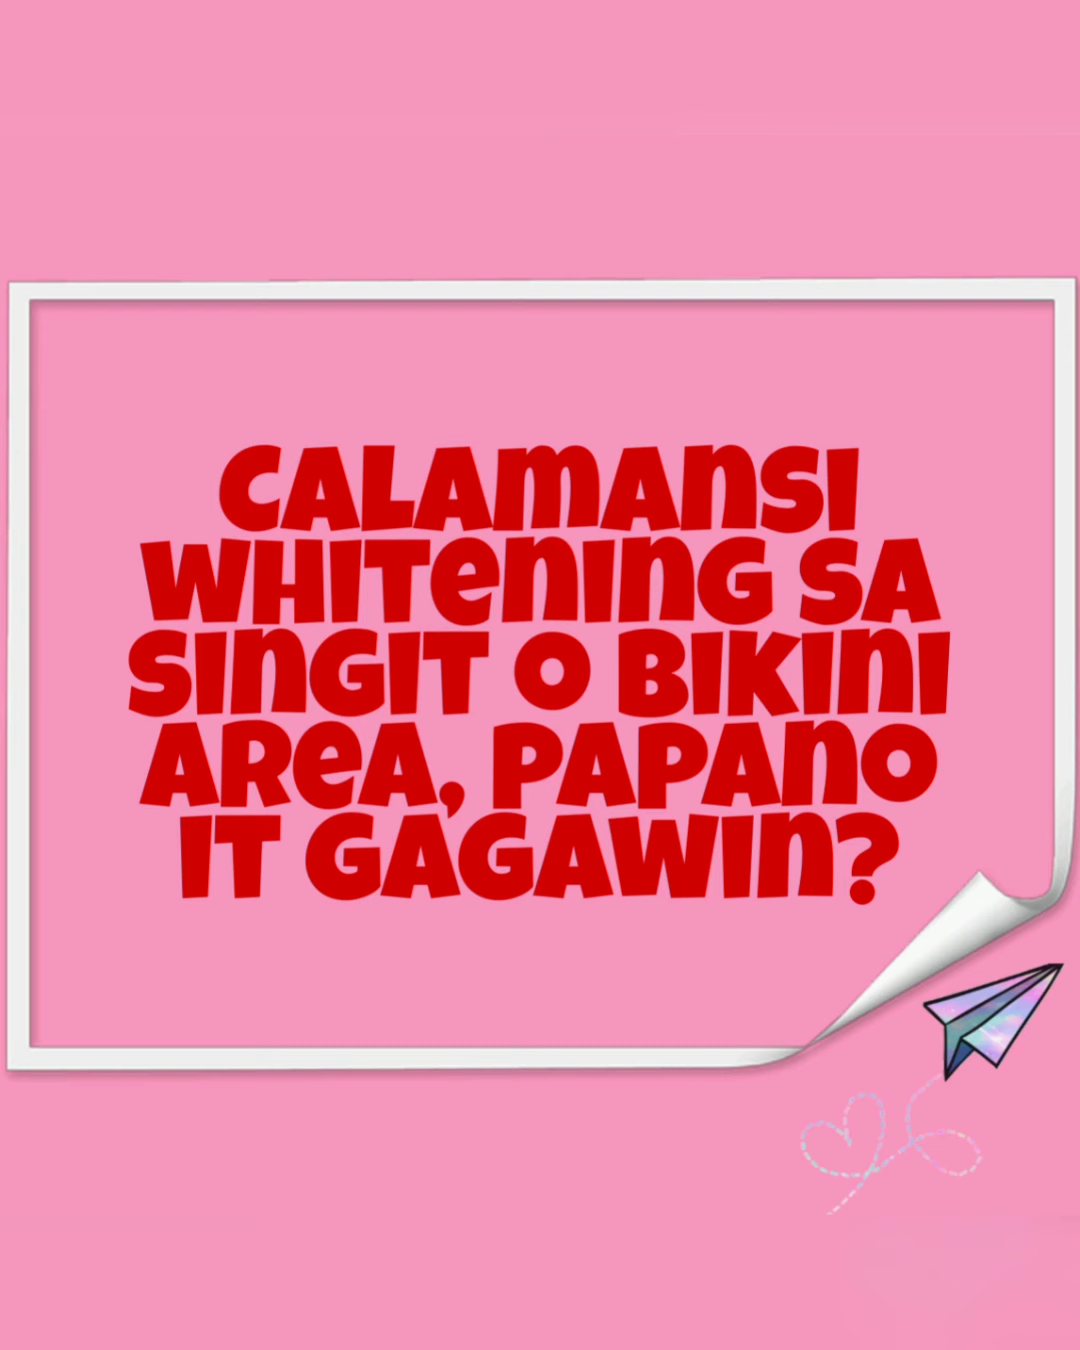 CALAMANSI
WHITENING SA
SINGIT O BIKINI
AREA, PAPANO
IT GAGAWIN?